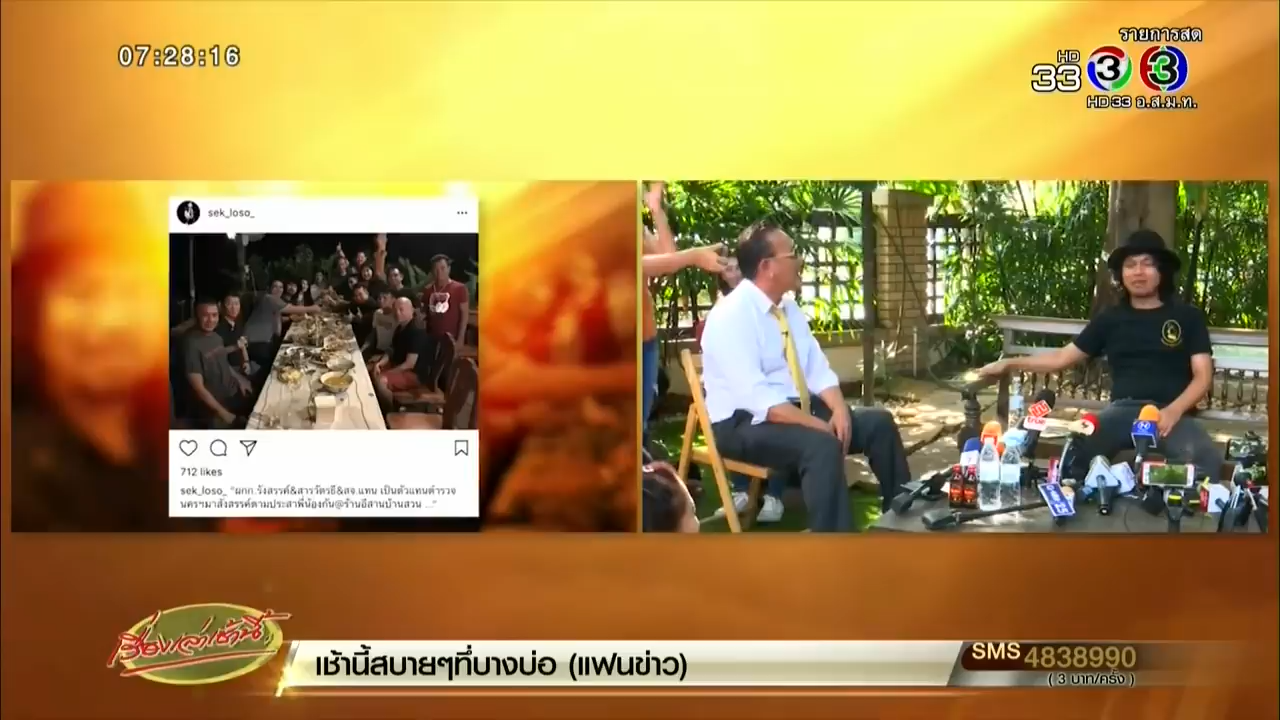 07:28:16
รายการสด
HD
33 3 3
HD33 อ.ส.ม.ท.
sek_loso_
712 likes
sek_loso_ "ผกก.รังสรรค์&สารวัตรธี&สจ.แทน เป็นตัวแทนตำรวจ
นครฯมาสังสรรค์ตามประสาพี่น้องกัน@ร้านอีสานบ้านสวน ..."
true
เรื่องเล่าเช้านี้
เช้านี้สบายๆที่บางบ่อ (แฟนข่าว)
SMS 4838990
( 3 บาท/ครั้ง )